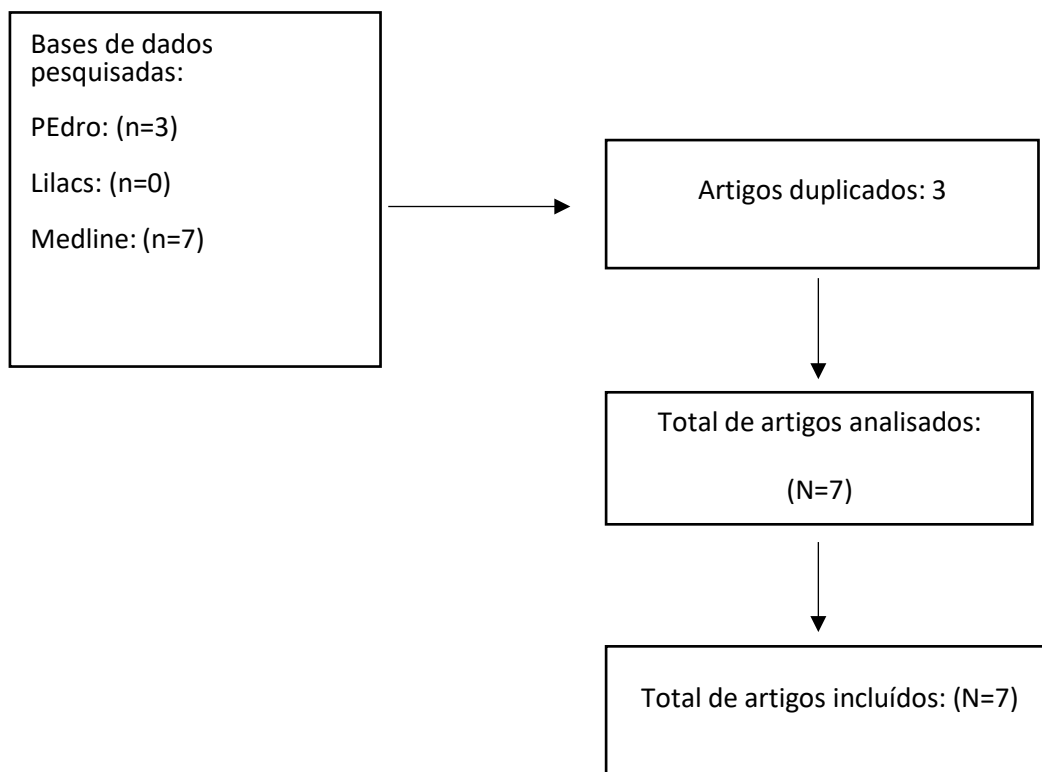 Bases de dados
pesquisadas:
PEdro: (n=3)
Lilacs: (n=0)
Medline: (n=7)
Artigos duplicados: 3
Total de artigos analisados:
(N=7)
Total de artigos incluídos: (N=7)